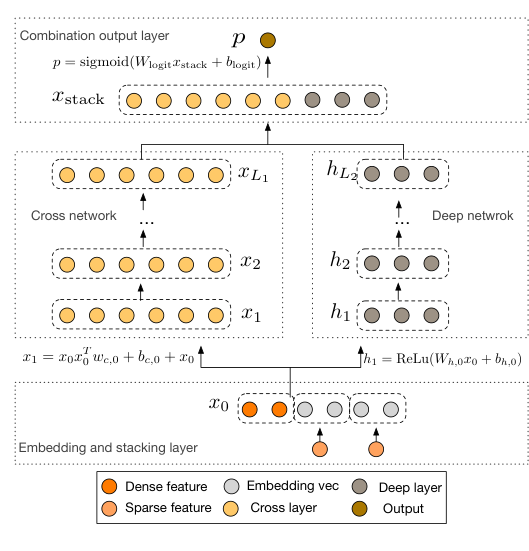 Combination output layer
p
p = sigmoid(W_logit x_stack + b_logit)
x_stack
x_{L_1}
h_{L_2}
Cross network
...
...
Deep netwrok
x_2
h_2
x_1
h_1
x_1 = x_0 x_0^T w_{c,0} + b_{c,0} + x_0
h_1 = ReLu(W_{h,0} x_0 + b_{h,0})
x_0
Embedding and stacking layer
Dense feature
Embedding vec
Deep layer
Sparse feature
Cross layer
Output